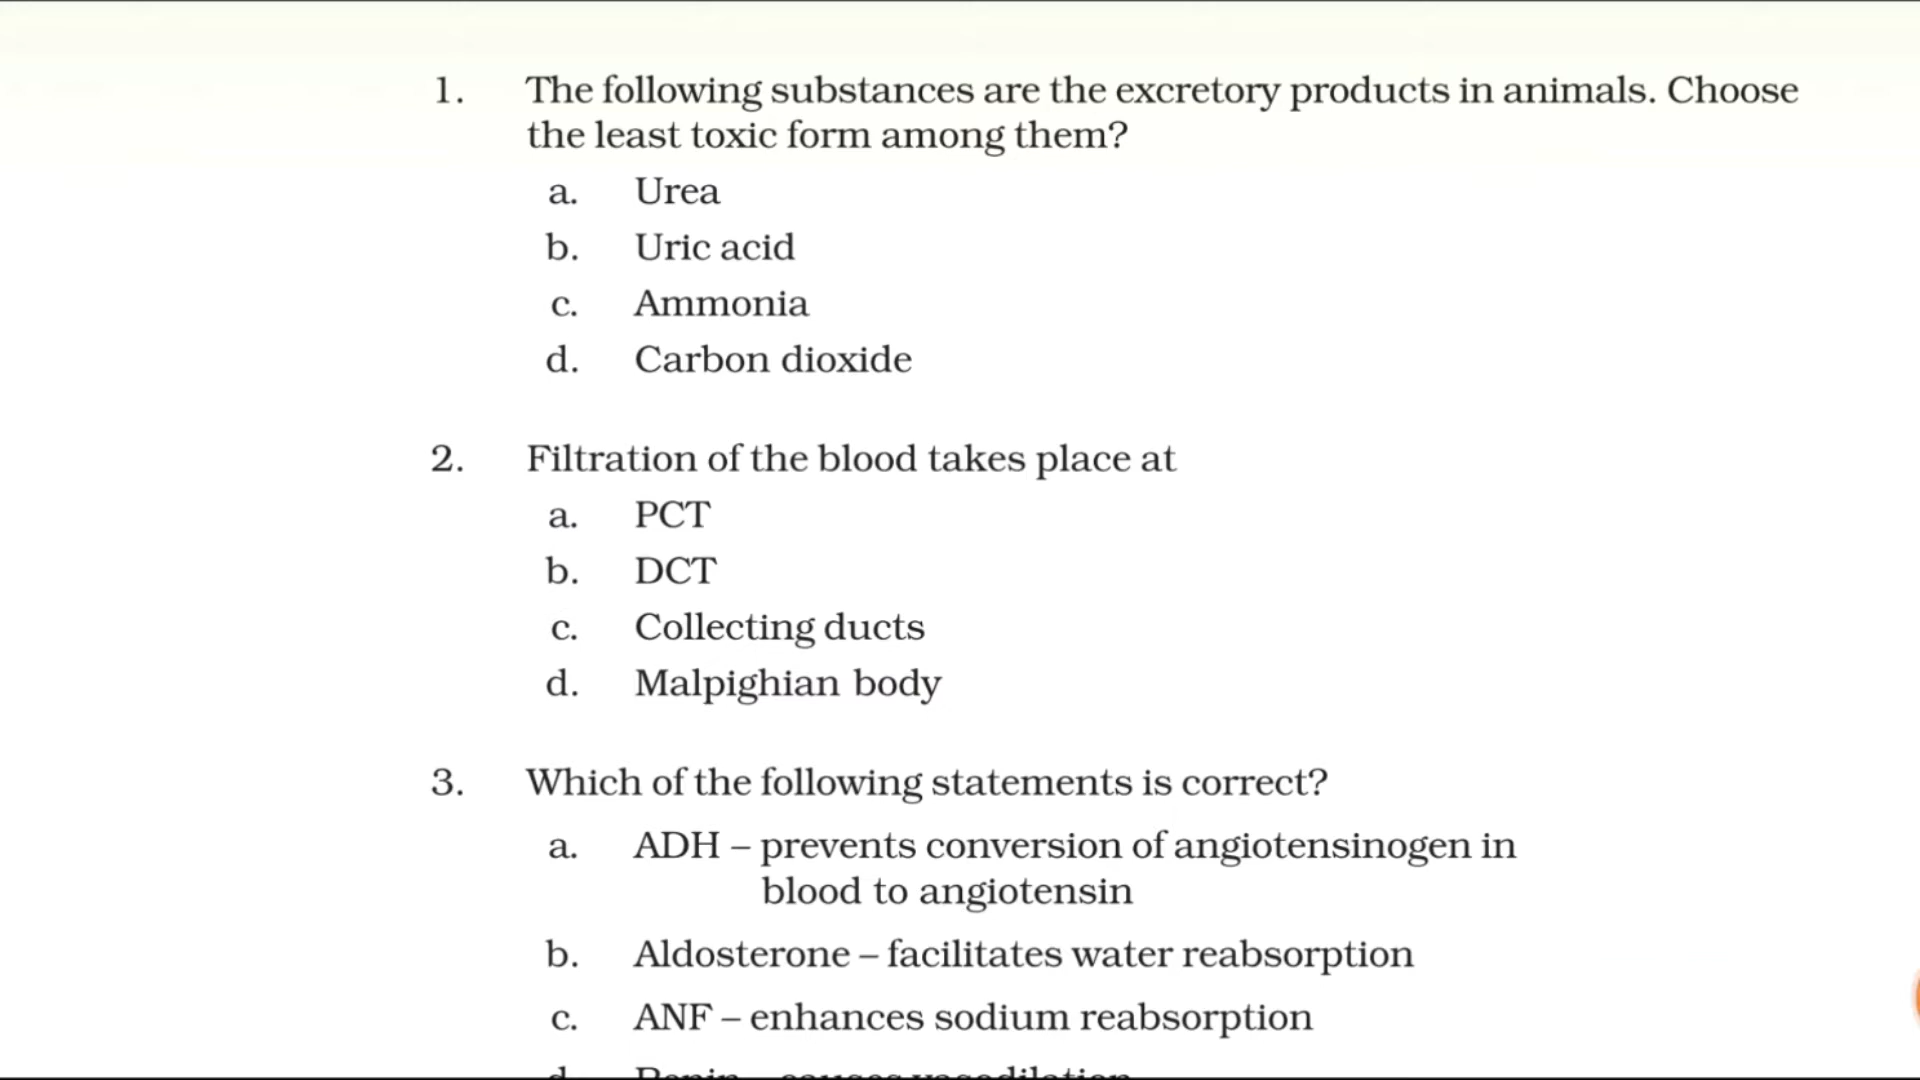 1. The following substances are the excretory products in animals. Choose
the least toxic form among them?
a. Urea
b. Uric acid
c. Ammonia
d. Carbon dioxide
2. Filtration of the blood takes place at
a. PCT
b. DCT
c. Collecting ducts
d. Malpighian body
3. Which of the following statements is correct?
a. ADH – prevents conversion of angiotensinogen in
blood to angiotensin
b. Aldosterone – facilitates water reabsorption
c. ANF – enhances sodium reabsorption
d. Renin – causes vasodilation